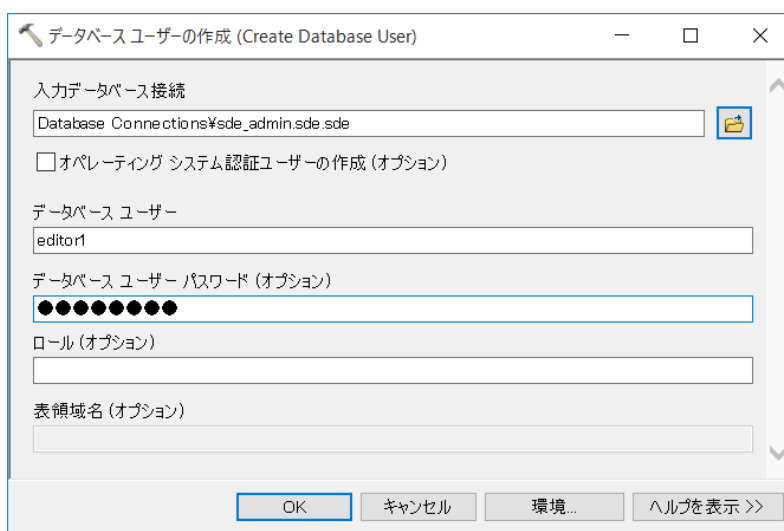 データベース ユーザーの作成 (Create Database User)
入力データベース接続
Database Connections¥sde_admin.sde.sde
オペレーティング システム認証ユーザーの作成 (オプション)
データベース ユーザー
editor1
データベース ユーザー パスワード (オプション)
●●●●●●●●
ロール (オプション)
表領域名 (オプション)
OK キャンセル 環境... ヘルプを表示 >>